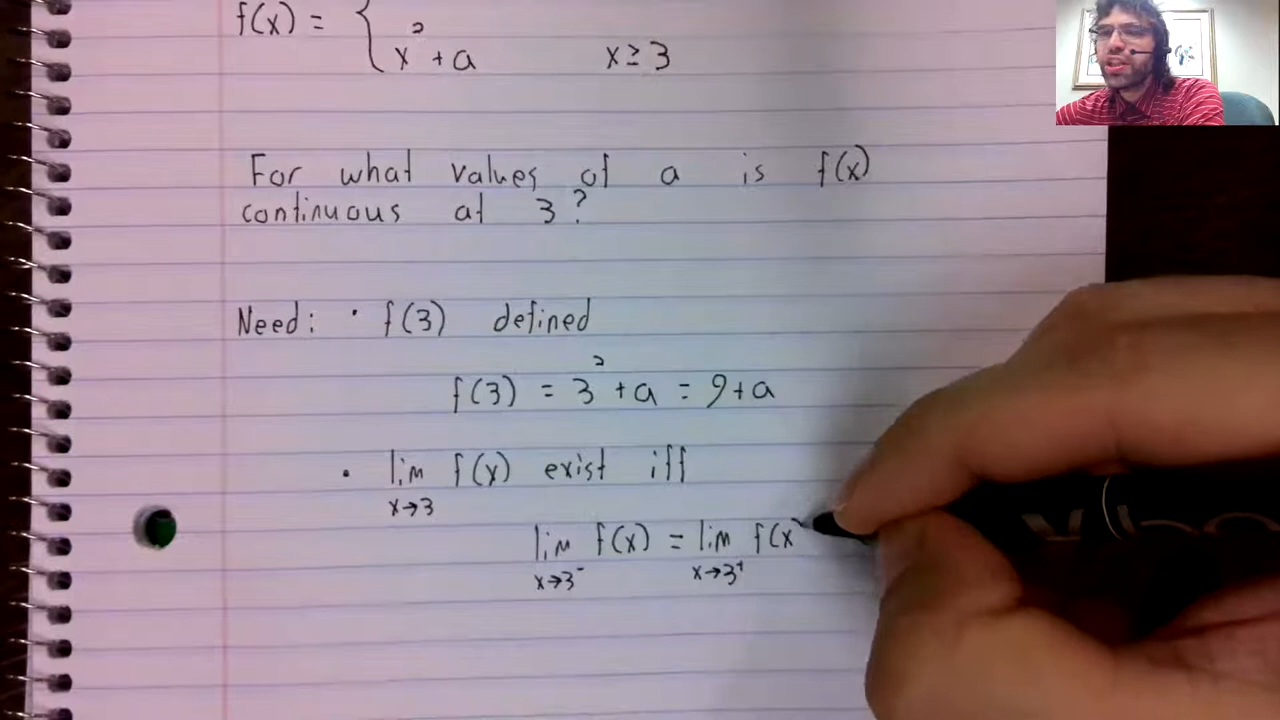 f(x) = { x² + a x ≥ 3
For what values of a is f(x)
continuous at 3?
Need: · f(3) defined
f(3) = 3² + a = 9 + a
· lim f(x) exist iff
x→3
lim f(x) = lim f(x
x→3⁻ x→3⁺